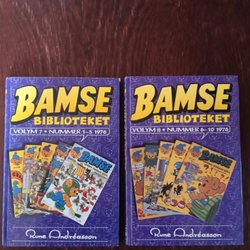 BAMSE
BIBLIOTEKET
VOLYM 7 • NUMMER 1-5 1976
Rune Andréasson
BAMSE
BIBLIOTEKET
VOLYM 8 • NUMMER 6-10 1976
Rune Andréasson